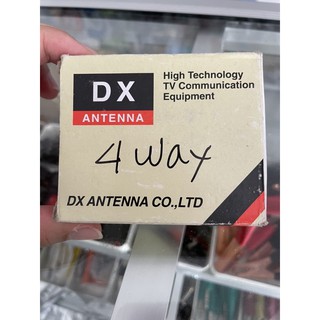 DX
ANTENNA
High Technology
TV Communication
Equipment
4 way
DX ANTENNA CO.,LTD